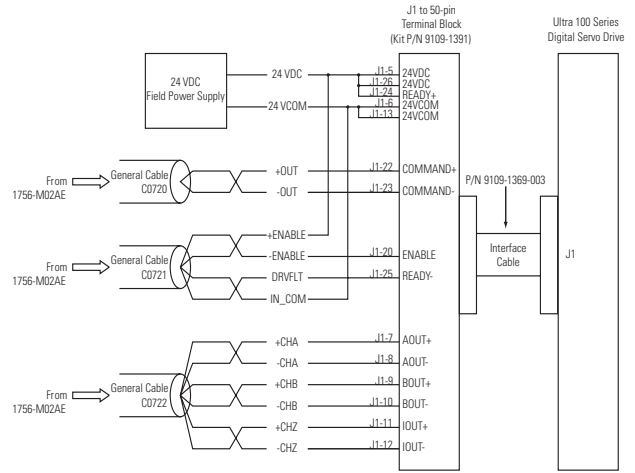 J1 to 50-pin
Terminal Block
(Kit P/N 9109-1391)
Ultra 100 Series
Digital Servo Drive
24 VDC
Field Power Supply
24 VDC
J1-5 24VDC
J1-26 24VDC
J1-24 READY+
24 VCOM
J1-6 24VCOM
J1-13 24VCOM
From
1756-M02AE
General Cable
C0720
+OUT
J1-22 COMMAND+
-OUT
J1-23 COMMAND-
P/N 9109-1369-003
Interface
Cable
J1
From
1756-M02AE
General Cable
C0721
+ENABLE
-ENABLE
J1-20 ENABLE
DRVFLT
J1-25 READY-
IN_COM
From
1756-M02AE
General Cable
C0722
+CHA
J1-7 AOUT+
-CHA
J1-8 AOUT-
+CHB
J1-9 BOUT+
-CHB
J1-10 BOUT-
+CHZ
J1-11 IOUT+
-CHZ
J1-12 IOUT-